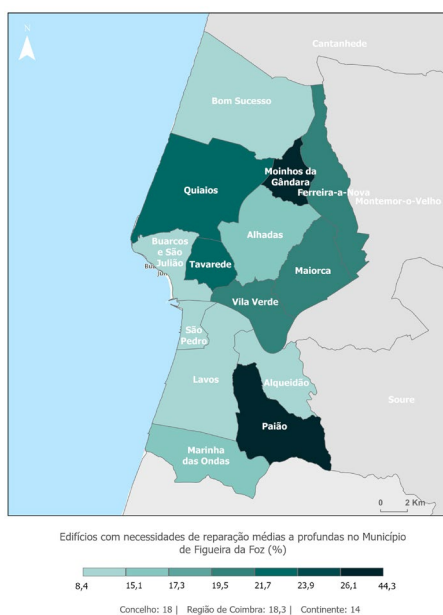 N
Cantanhede
Bom Sucesso
Moinhos da
Gândara
Ferreira-a-Nova
Montemor-o-Velho
Quiaios
Alhadas
Buarcos
e São
Julião
Tavarede
Maiorca
Vila Verde
São
Pedro
Lavos
Alqueidão
Soure
Paião
Marinha
das Ondas
0 2 Km
Edifícios com necessidades de reparação médias a profundas no Município
de Figueira da Foz (%)
8,4 15,1 17,3 19,5 21,7 23,9 26,1 44,3
Concelho: 18 | Região de Coimbra: 18,3 | Continente: 14